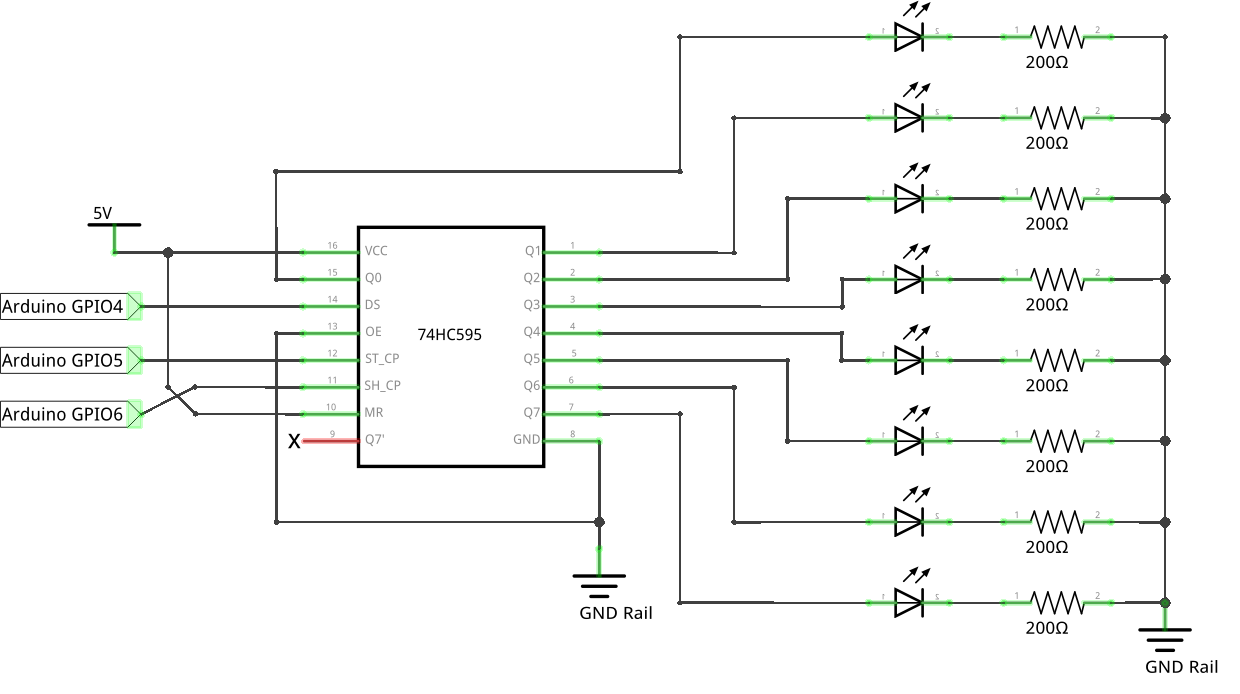 200Ω
200Ω
200Ω
5V
16 VCC Q1 1
15 Q0 Q2 2
200Ω
Arduino GPIO4
14 DS Q3 3
13 OE 74HC595 Q4 4
Arduino GPIO5
12 ST_CP Q5 5
200Ω
11 SH_CP Q6 6
Arduino GPIO6
10 MR Q7 7
X 9 Q7' GND 8
200Ω
200Ω
GND Rail
200Ω
GND Rail
1 2 1 2
1 2 1 2
1 2 1 2
1 2 1 2
1 2 1 2
1 2 1 2
1 2 1 2
1 2 1 2